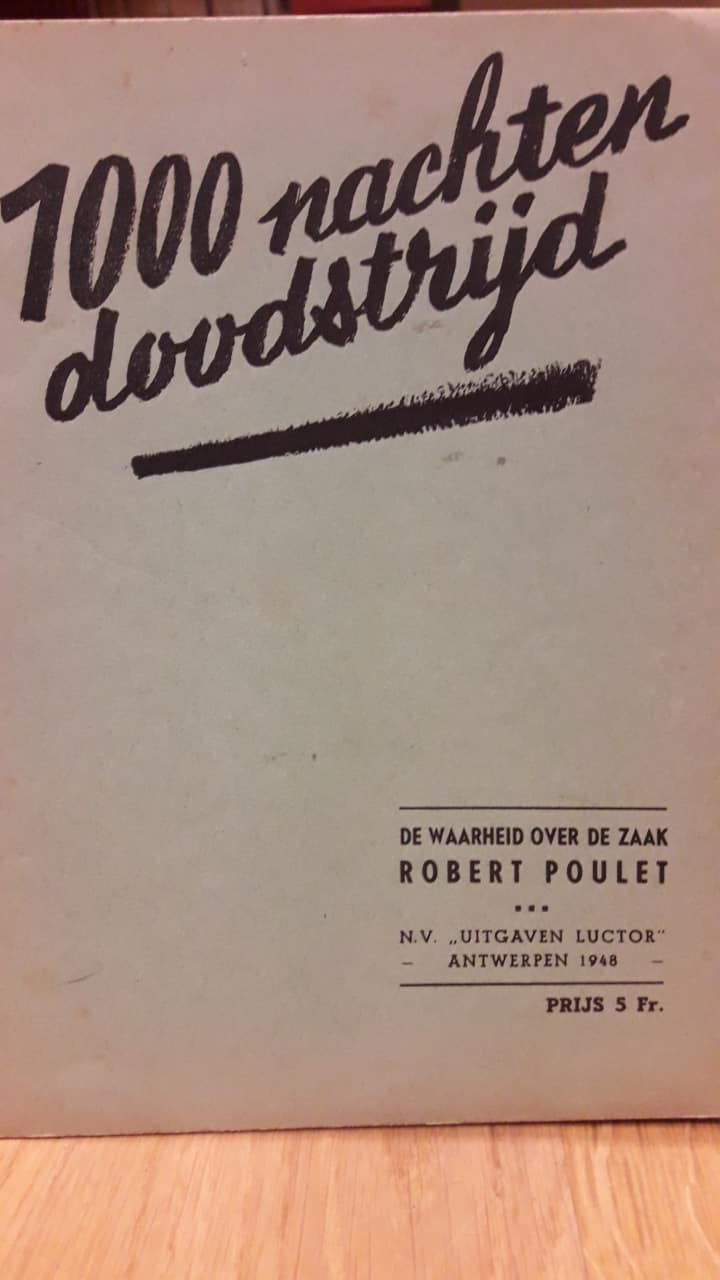 1000 nachten
doodstrijd
DE WAARHEID OVER DE ZAAK
ROBERT POULET
N.V. „UITGAVEN LUCTOR"
– ANTWERPEN 1948 –
PRIJS 5 Fr.